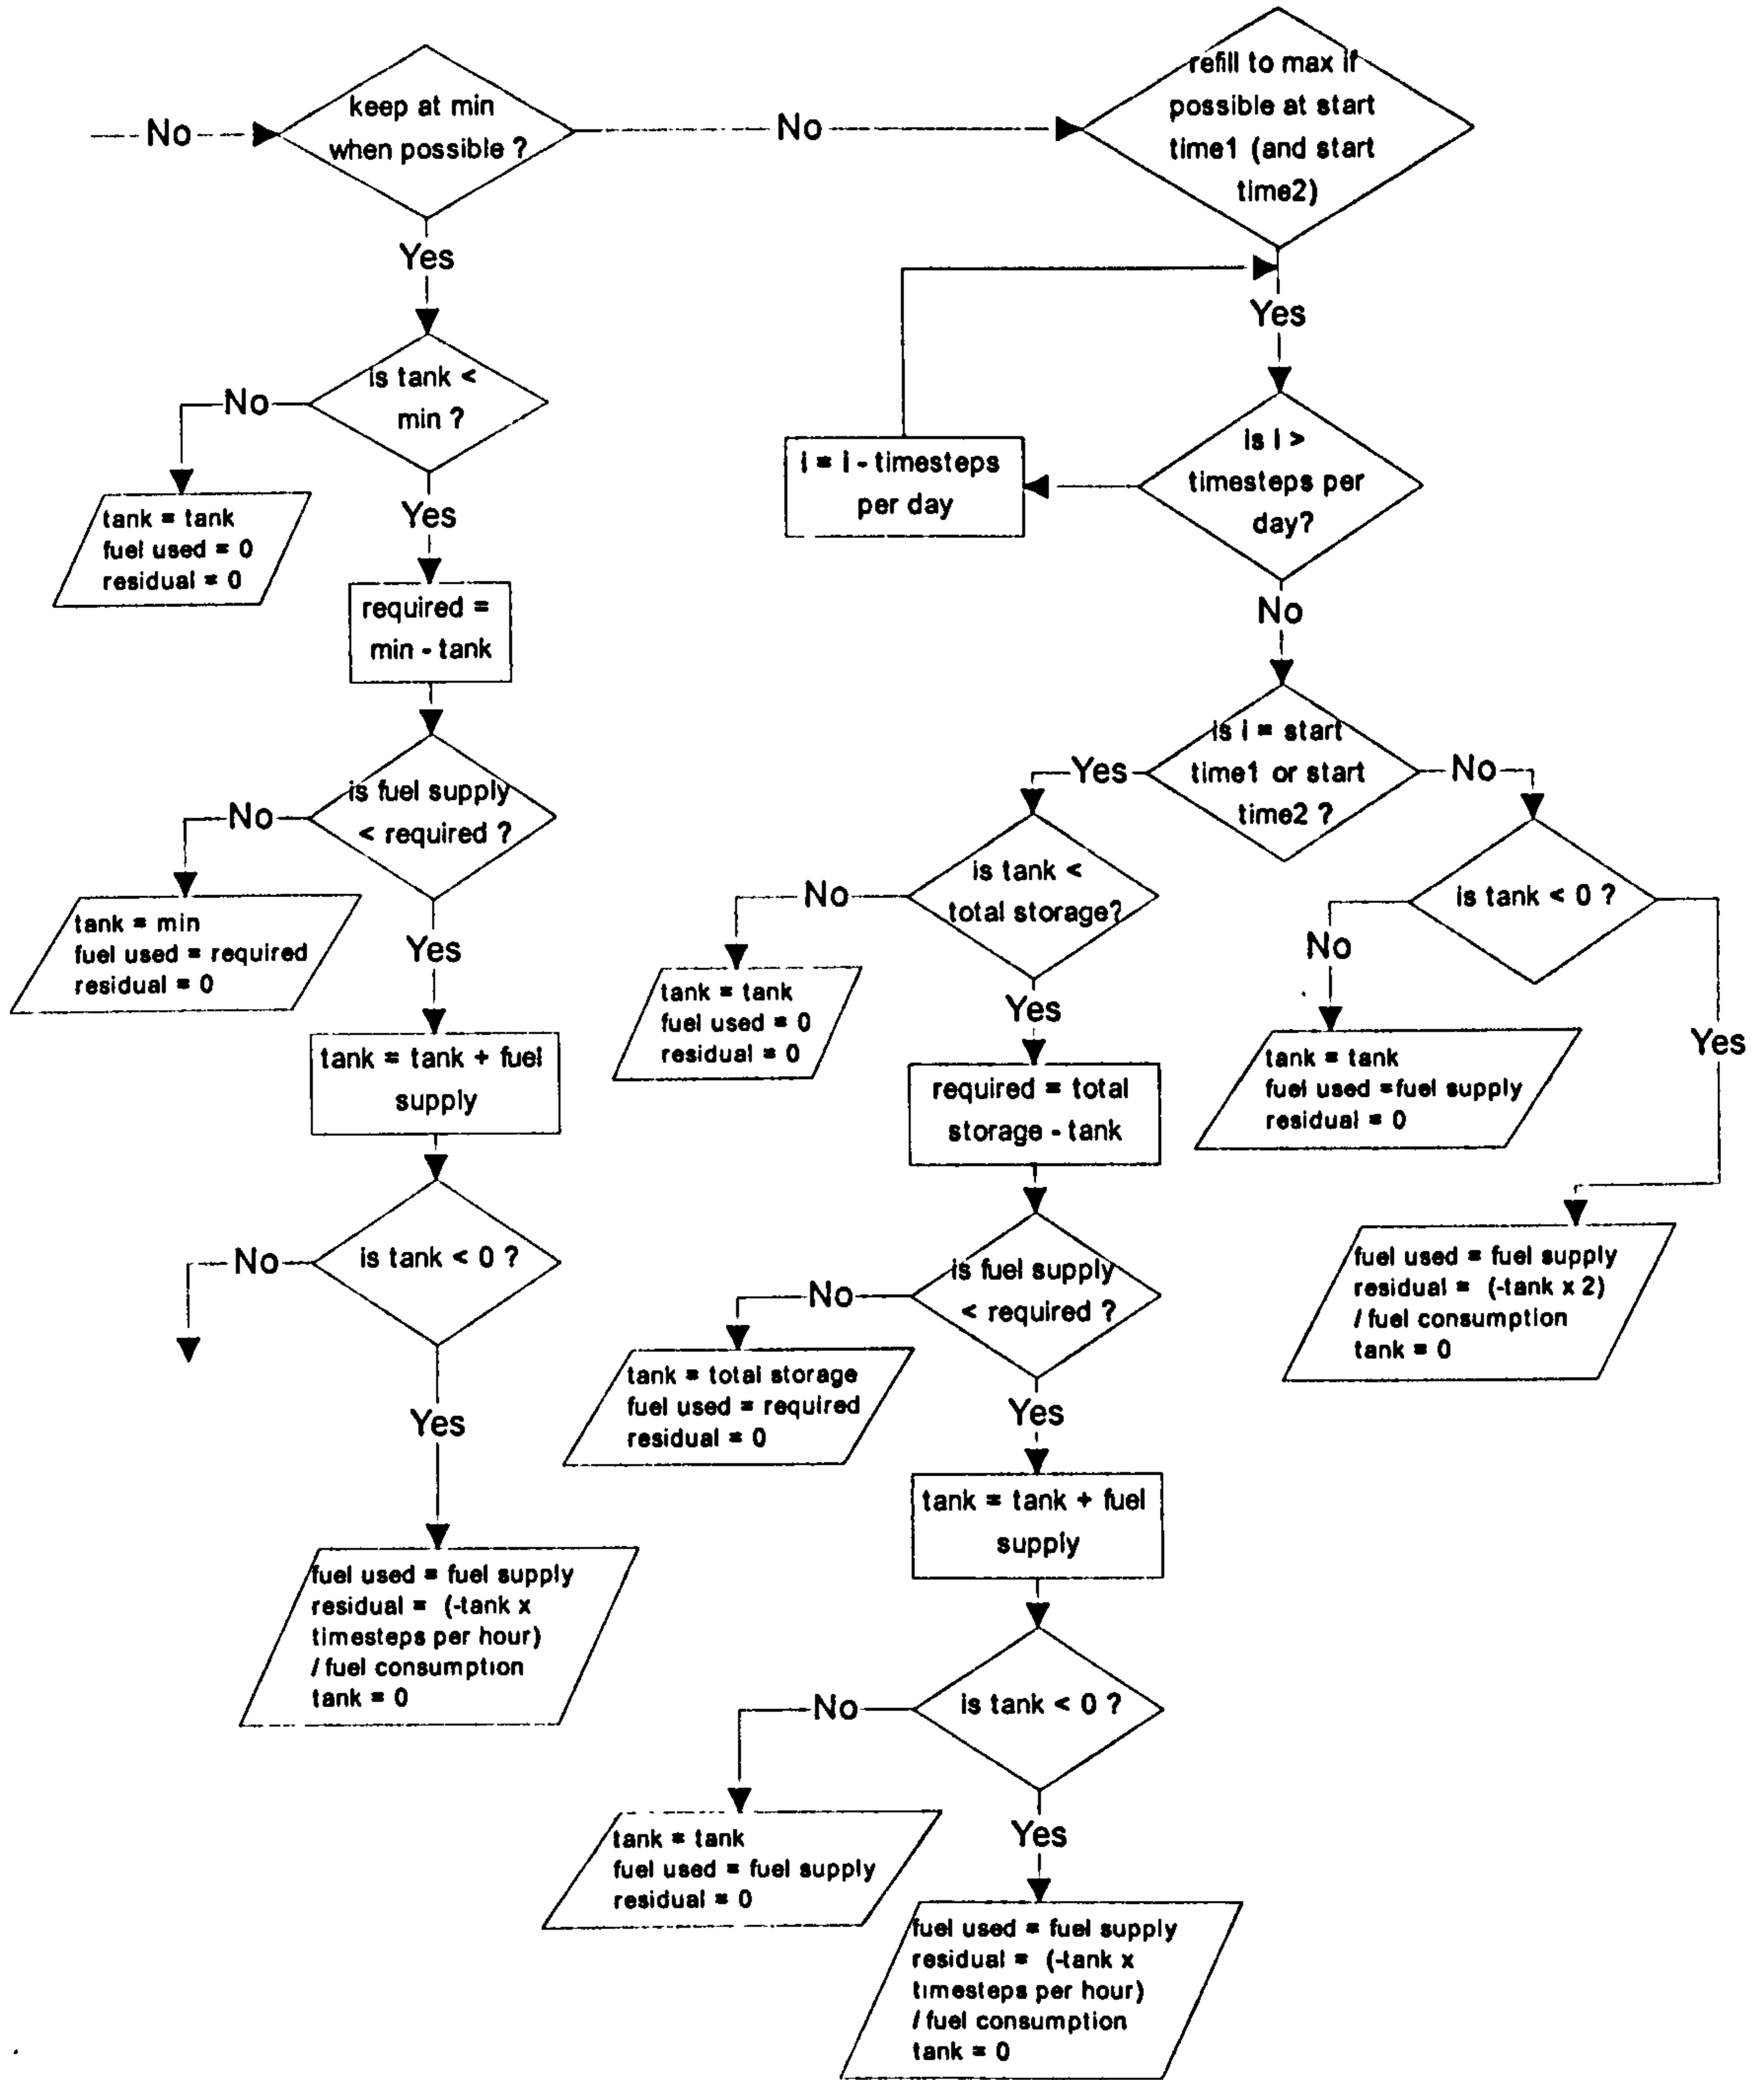 No
keep at min
when possible ?
No
refill to max if
possible at start
time1 (and start
time2)
Yes
is tank <
min ?
No
tank = tank
fuel used = 0
residual = 0
Yes
required =
min - tank
is fuel supply
< required ?
No
tank = min
fuel used = required
residual = 0
Yes
tank = tank + fuel
supply
is tank < 0 ?
No
Yes
fuel used = fuel supply
residual = (-tank x
timesteps per hour)
/ fuel consumption
tank = 0
Yes
is i >
timesteps per
day?
i = i - timesteps
per day
No
is i = start
time1 or start
time2 ?
Yes
is tank <
total storage?
No
tank = tank
fuel used = 0
residual = 0
Yes
required = total
storage - tank
is fuel supply
< required ?
No
tank = total storage
fuel used = required
residual = 0
Yes
tank = tank + fuel
supply
is tank < 0 ?
No
tank = tank
fuel used = fuel supply
residual = 0
Yes
fuel used = fuel supply
residual = (-tank x
timesteps per hour)
/ fuel consumption
tank = 0
No
is tank < 0 ?
No
tank = tank
fuel used =fuel supply
residual = 0
Yes
fuel used = fuel supply
residual = (-tank x 2)
/ fuel consumption
tank = 0